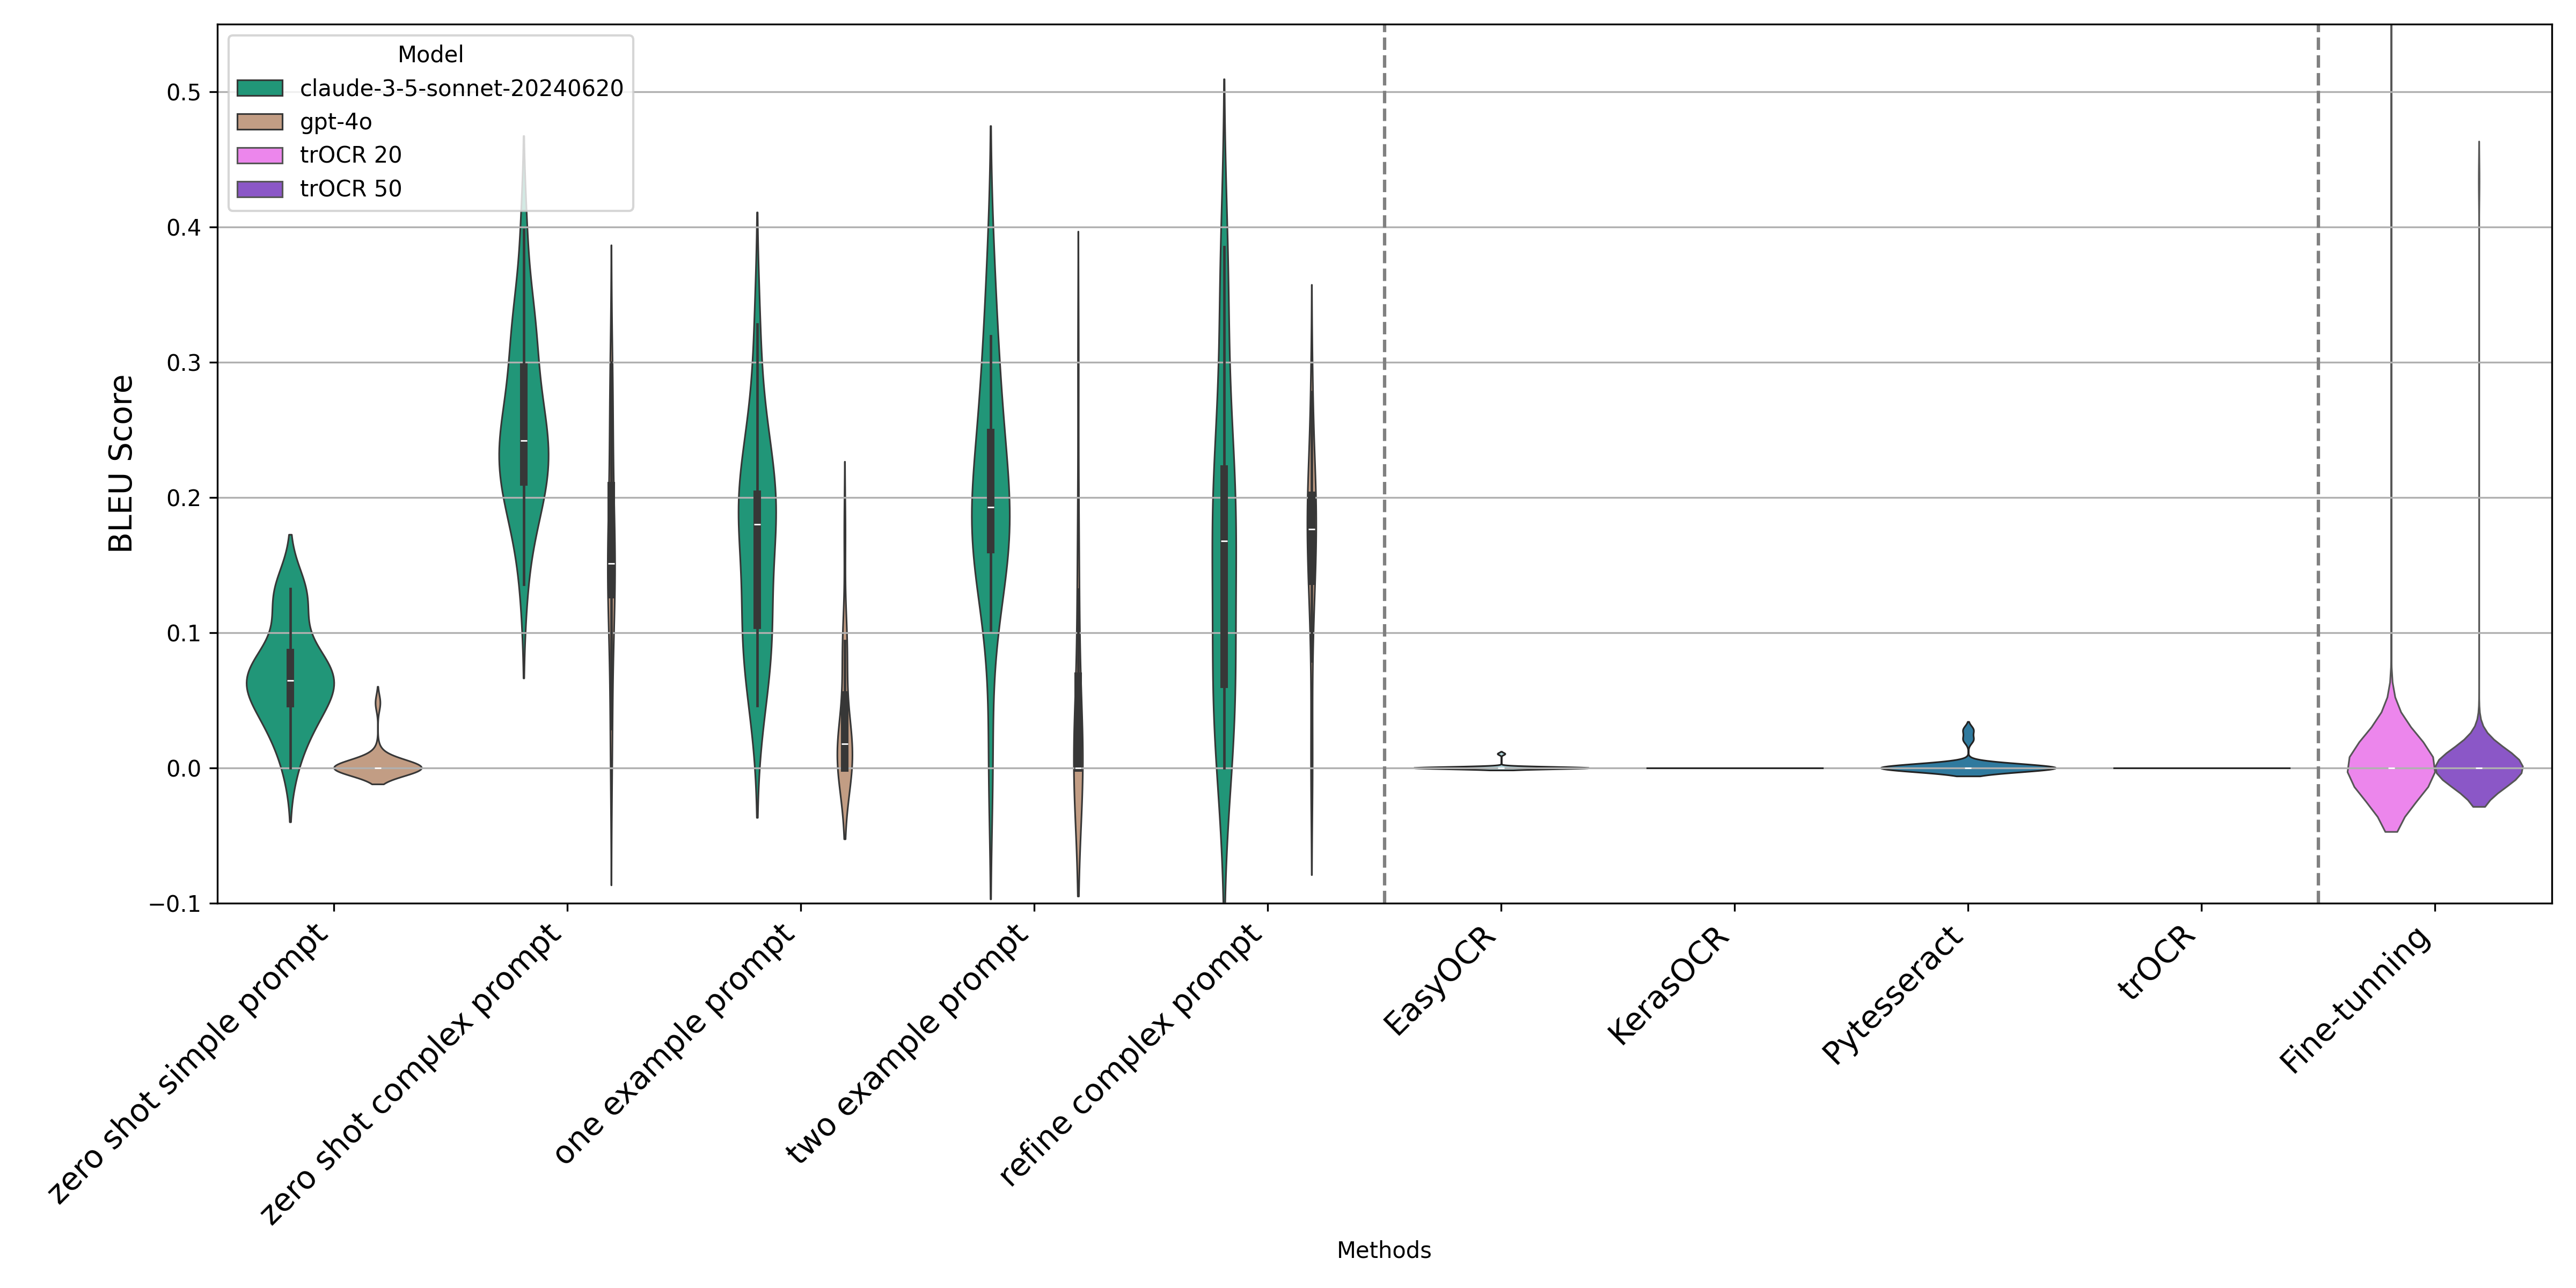 Model
claude-3-5-sonnet-20240620
gpt-4o
trOCR 20
trOCR 50
BLEU Score
0.5
0.4
0.3
0.2
0.1
0.0
−0.1
zero shot simple prompt
zero shot complex prompt
one example prompt
two example prompt
refine complex prompt
EasyOCR
KerasOCR
Pytesseract
trOCR
Fine-tunning
Methods